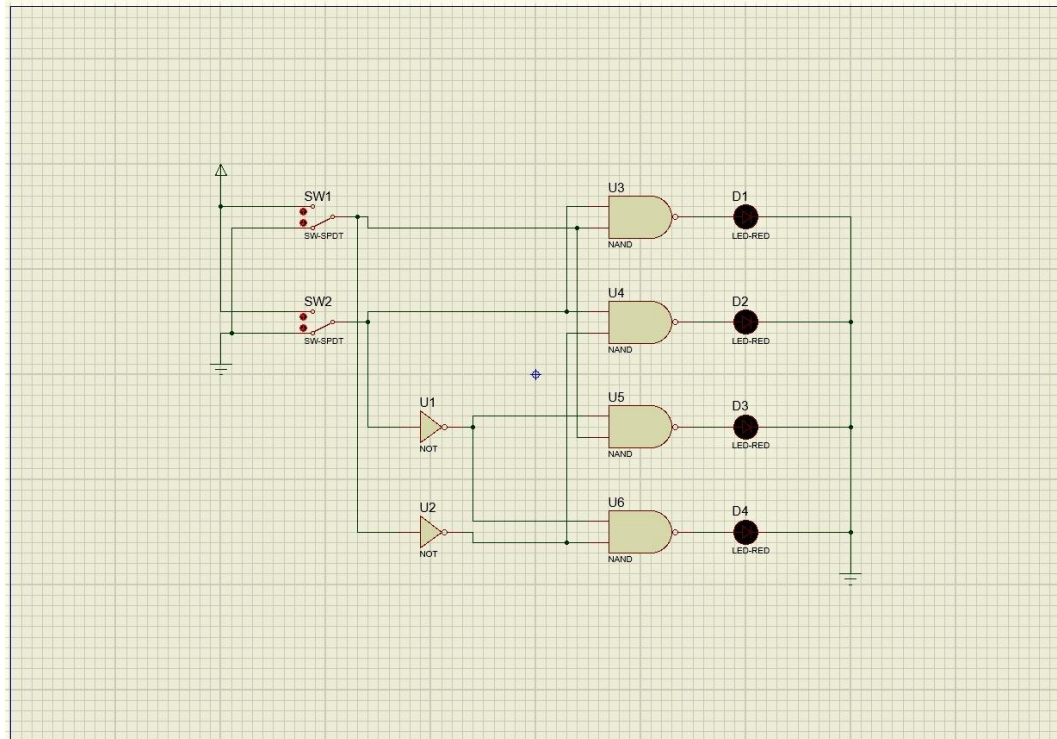 U3
SW1
D1
SW-SPDT
NAND
LED-RED
U4
SW2
D2
SW-SPDT
NAND
LED-RED
U5
U1
D3
NOT
NAND
LED-RED
U6
U2
D4
NOT
NAND
LED-RED